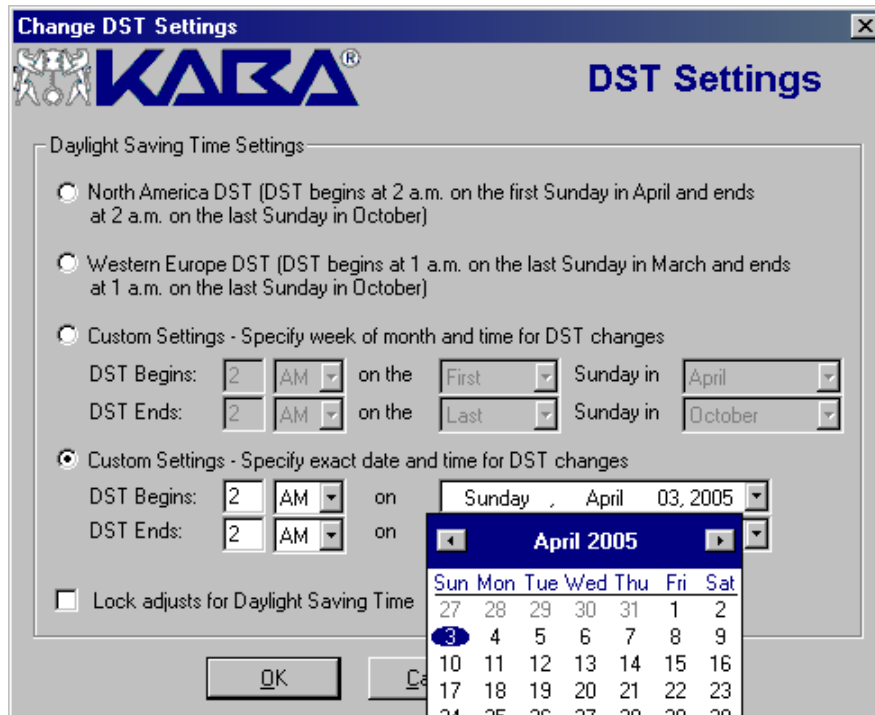 Change DST Settings
KABA®
DST Settings
Daylight Saving Time Settings
North America DST (DST begins at 2 a.m. on the first Sunday in April and ends
at 2 a.m. on the last Sunday in October)
Western Europe DST (DST begins at 1 a.m. on the last Sunday in March and ends
at 1 a.m. on the last Sunday in October)
Custom Settings - Specify week of month and time for DST changes
DST Begins: 2 AM on the First Sunday in April
DST Ends: 2 AM on the Last Sunday in October
Custom Settings - Specify exact date and time for DST changes
DST Begins: 2 AM on Sunday , April 03, 2005
DST Ends: 2 AM on
April 2005
Sun Mon Tue Wed Thu Fri Sat
27 28 29 30 31 1 2
3 4 5 6 7 8 9
10 11 12 13 14 15 16
17 18 19 20 21 22 23
Lock adjusts for Daylight Saving Time
OK